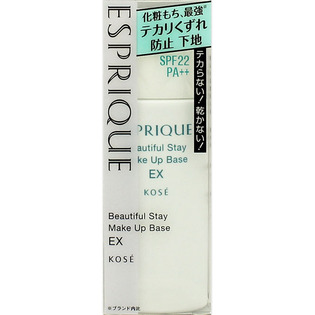 ESPRIQUE
化粧もち、最強※
テカリくずれ
防止 下地
SPF22
PA++
テカらない!乾かない!
SPRIQUE
Beautiful Stay
Make Up Base
EX
KOSÉ
Beautiful Stay
Make Up Base
EX
KOSÉ
※ブランド内比